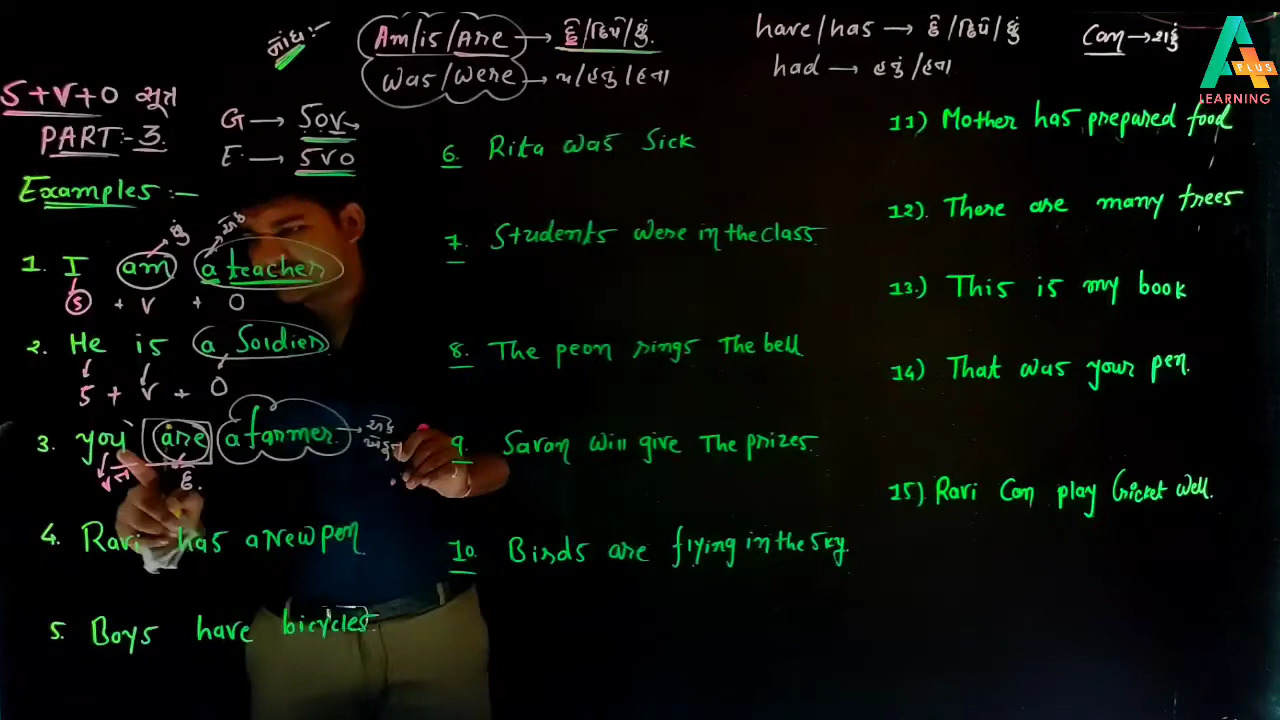 નોંધ:-
Am/is/Are → છે/છીએ/છું
Was/Were → હતો/હતું/હતા
have/has → છે/છીએ/છું
had → હતું/હતા
Can → શકું
A+
PLUS
LEARNING
S+V+O સૂત્ર
PART:- 3.
G → SOV
E → SVO
Examples :-
છું
એક
1. I am a teacher
S + V + O
2. He is a Soldier
S + V + O
3. you are a farmer
એક
છે.
4. Ravi has a New pen
5. Boys have bicycles.
6. Rita was Sick
7. Students were in the class.
8. The peon rings The bell.
9. Savan will give The prizes.
10. Birds are flying in the Sky.
11) Mother has prepared food
12). There are many trees
13.) This is my book
14) That was your pen.
15) Ravi Can play Cricket well.